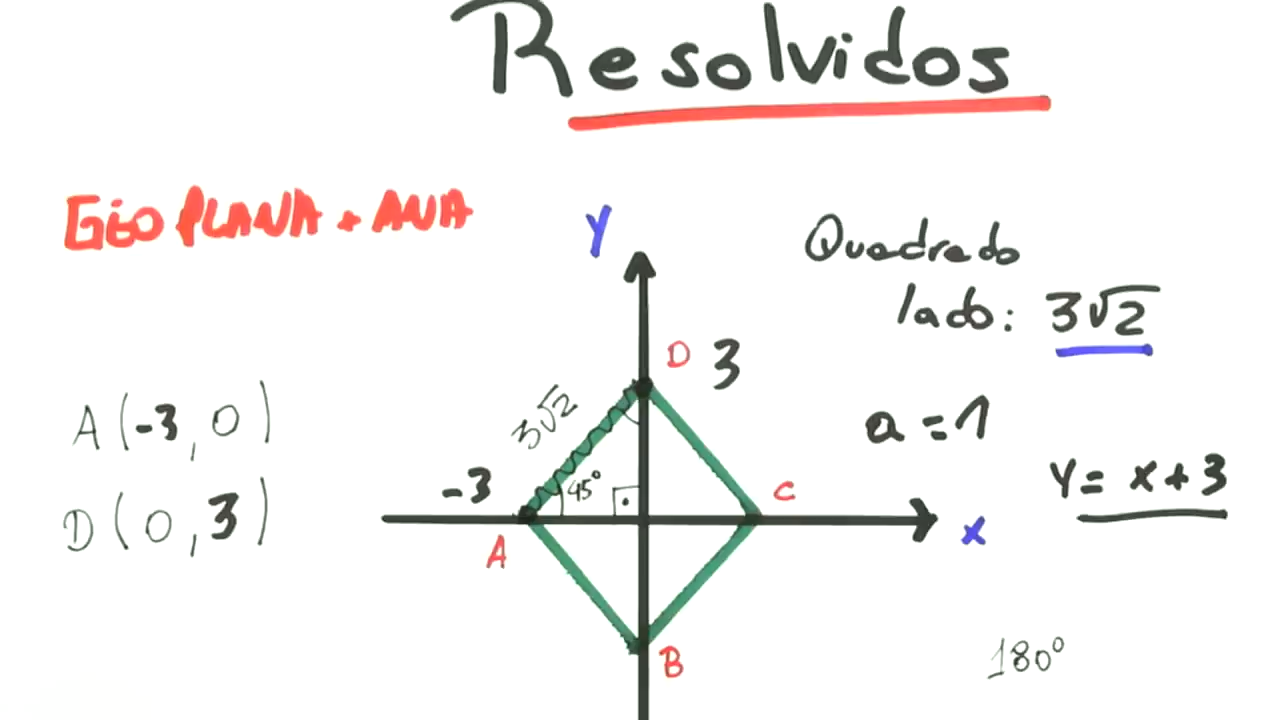 Resolvidos
GEO PLANA + ANA
Y
Quadrado
lado: 3√2
D 3
3√2
A(-3, 0)
a = 1
-3
45°
C
Y = x + 3
D(0, 3)
A
x
B
180°